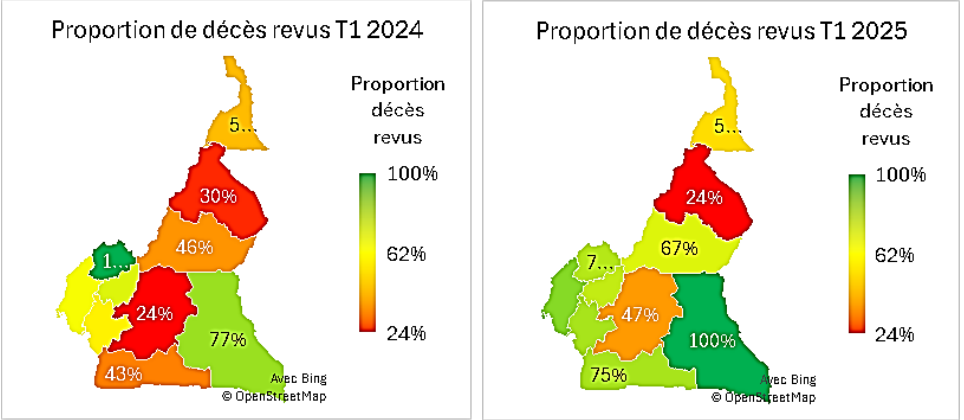 Proportion de décès revus T1 2024
Proportion
décès
revus
100%
62%
24%
5...
30%
46%
1...
24%
77%
43%
Avec Bing
© OpenStreetMap
Proportion de décès revus T1 2025
Proportion
décès
revus
100%
62%
24%
5...
24%
67%
7...
47%
100%
75%
Avec Bing
© OpenStreetMap